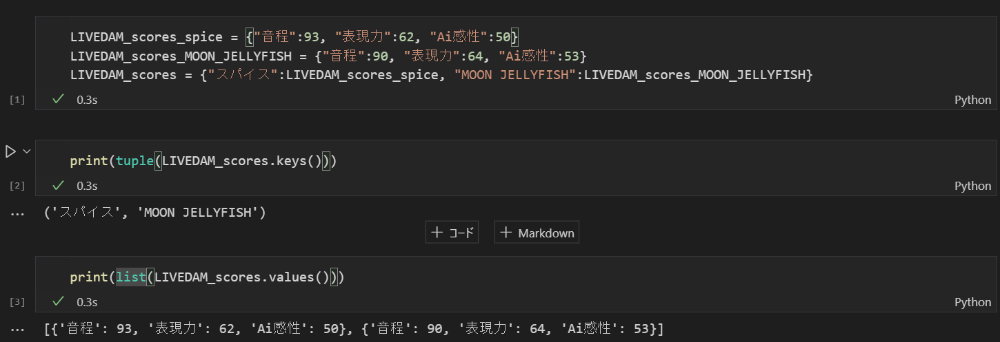 LIVEDAM_scores_spice = {"音程":93, "表現力":62, "Ai感性":50}
LIVEDAM_scores_MOON_JELLYFISH = {"音程":90, "表現力":64, "Ai感性":53}
LIVEDAM_scores = {"スパイス":LIVEDAM_scores_spice, "MOON JELLYFISH":LIVEDAM_scores_MOON_JELLYFISH}
[1] 0.3s Python
print(tuple(LIVEDAM_scores.keys()))
[2] 0.3s Python
... ('スパイス', 'MOON JELLYFISH')
+ コード + Markdown
print(list(LIVEDAM_scores.values()))
[3] 0.3s Python
... [{'音程': 93, '表現力': 62, 'Ai感性': 50}, {'音程': 90, '表現力': 64, 'Ai感性': 53}]